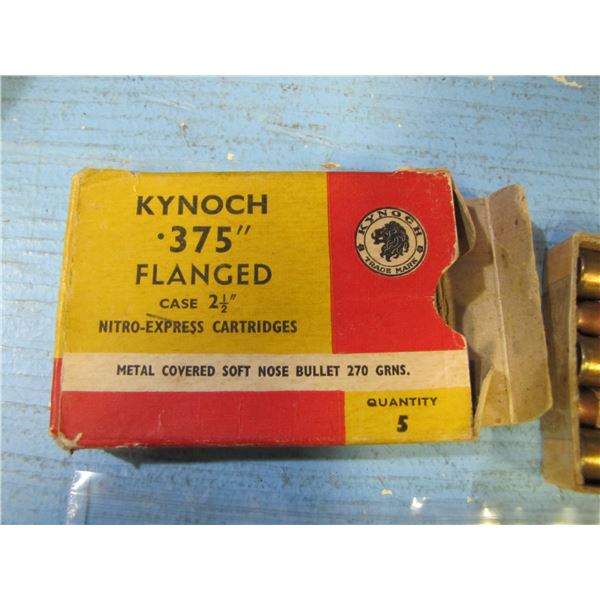 KYNOCH
·375"
FLANGED
CASE 2½"
NITRO-EXPRESS CARTRIDGES
KYNOCH
TRADE MARK
METAL COVERED SOFT NOSE BULLET 270 GRNS.
QUANTITY
5